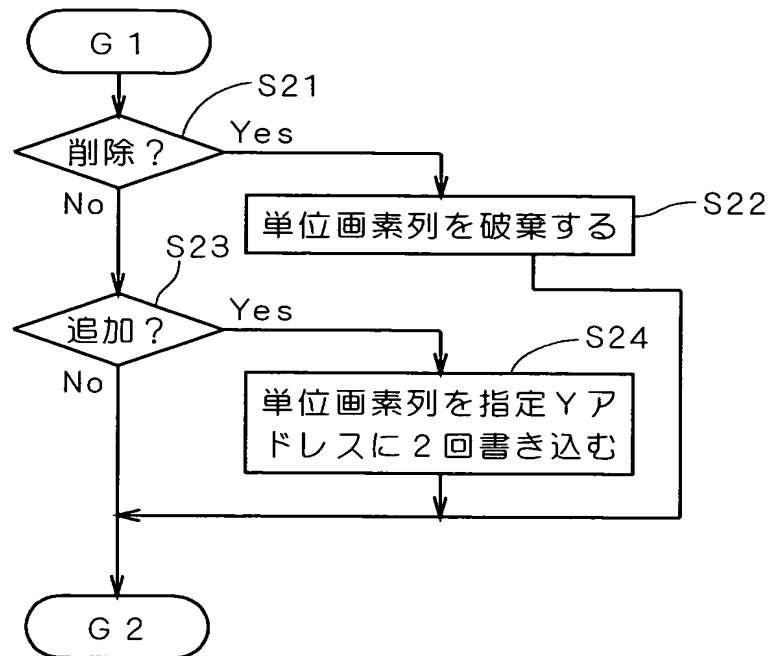 G1
S21
削除?
Yes
No
単位画素列を破棄する
S22
S23
追加?
Yes
No
S24
単位画素列を指定Yア
ドレスに2回書き込む
G2